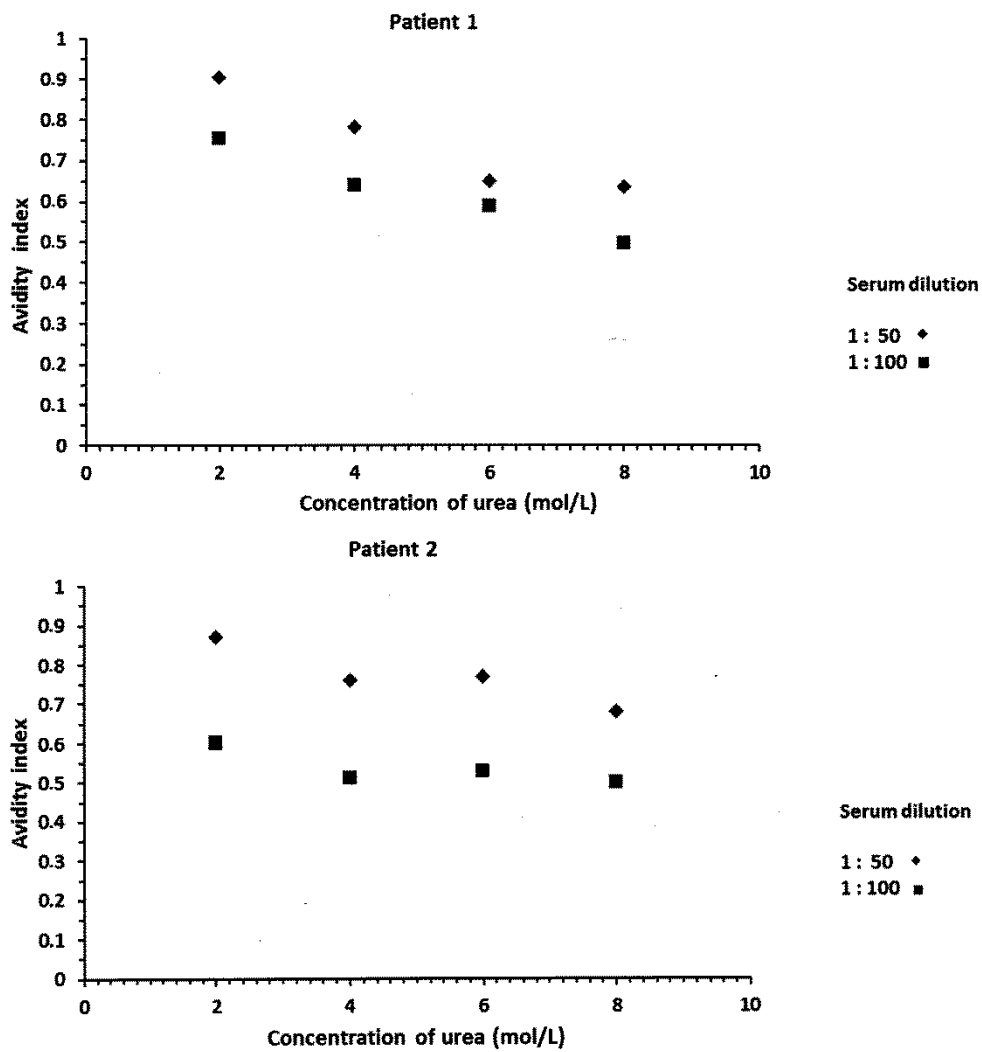 Patient 1
1
0.9
0.8
0.7
0.6
0.5
0.4
0.3
0.2
0.1
0
Avidity index
0 2 4 6 8 10
Concentration of urea (mol/L)
Serum dilution
1 : 50
1 : 100
Patient 2
1
0.9
0.8
0.7
0.6
0.5
0.4
0.3
0.2
0.1
0
Avidity index
0 2 4 6 8 10
Concentration of urea (mol/L)
Serum dilution
1 : 50
1 : 100